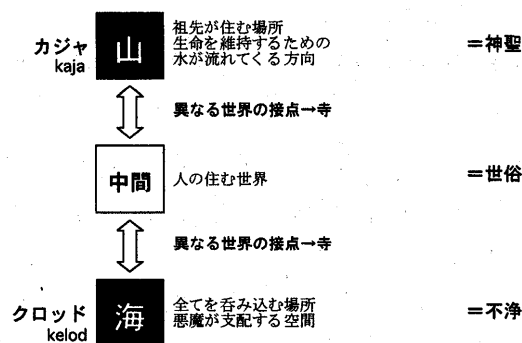 祖先が住む場所
カジャ 山 生命を維持するための ＝神聖
kaja 水が流れてくる方向
異なる世界の接点→寺
中間 人の住む世界 ＝世俗
異なる世界の接点→寺
クロッド 海 全てを呑み込む場所 ＝不浄
kelod 悪魔が支配する空間